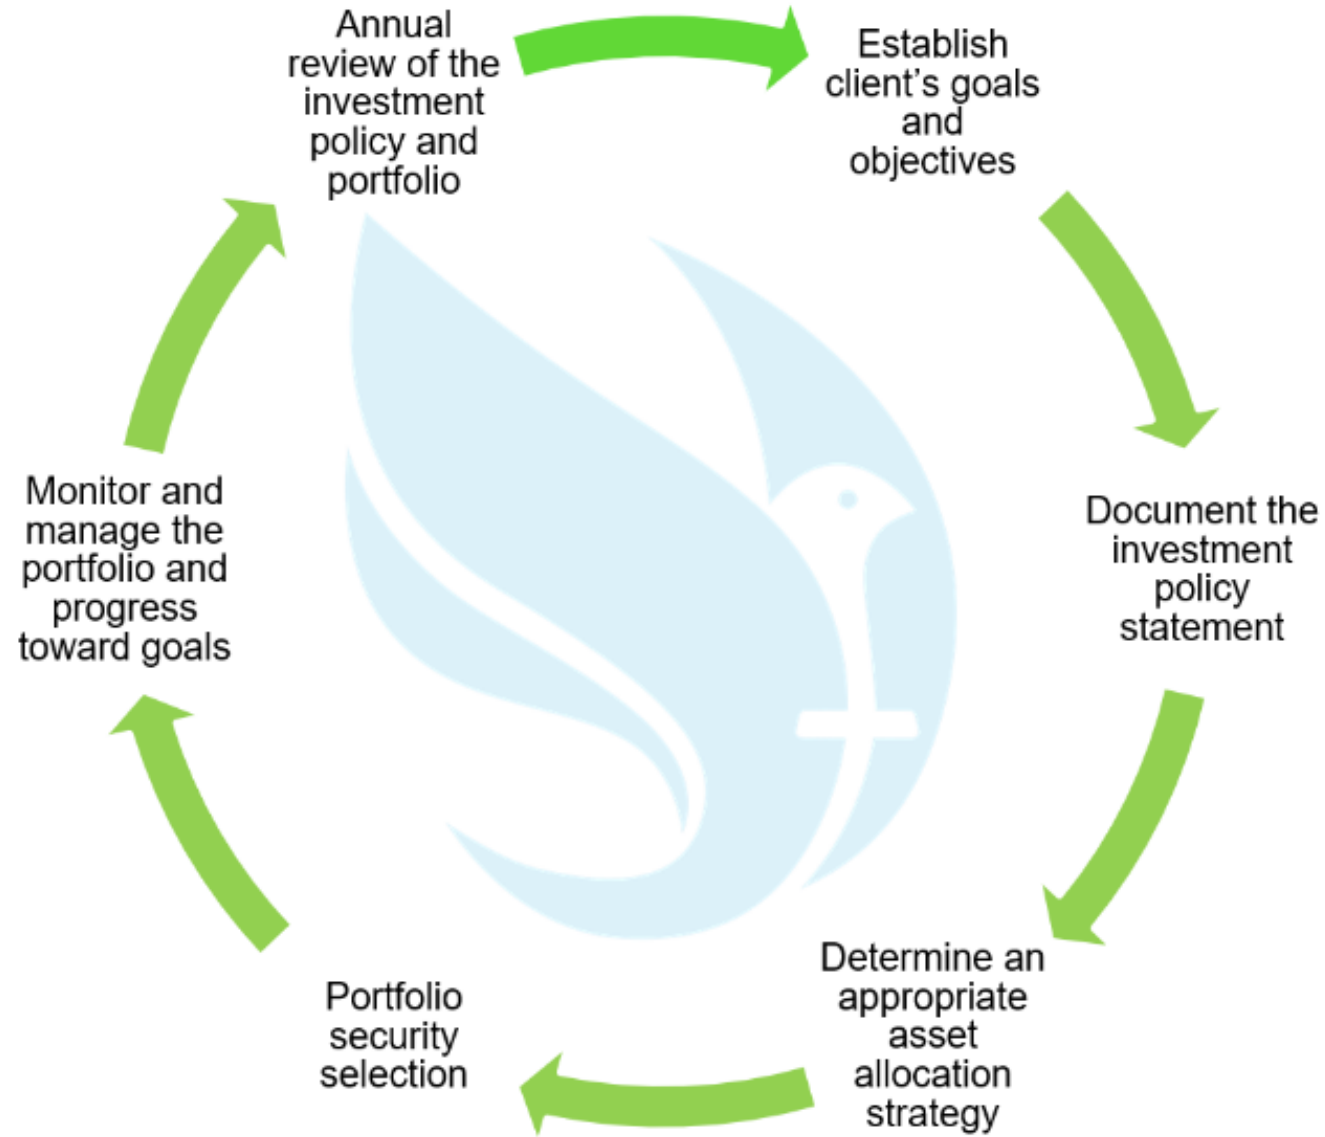 Annual
review of the
investment
policy and
portfolio
Establish
client’s goals
and
objectives
Document the
investment
policy
statement
Determine an
appropriate
asset
allocation
strategy
Portfolio
security
selection
Monitor and
manage the
portfolio and
progress
toward goals